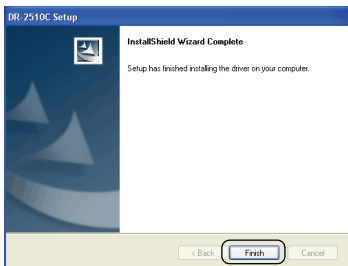 DR-2510C Setup
InstallShield Wizard Complete
Setup has finished installing the driver on your computer.
< Back
Finish
Cancel